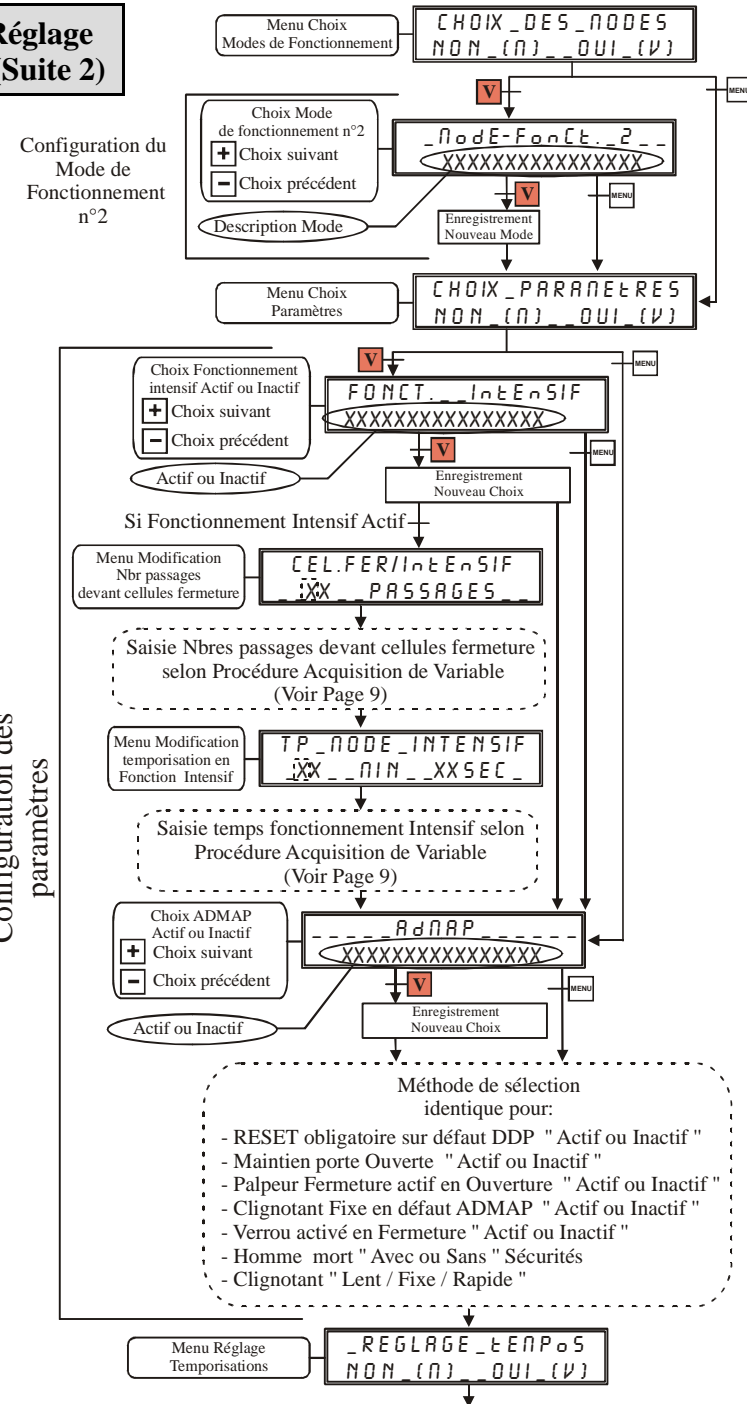 Réglage
(Suite 2)
Menu Choix
Modes de Fonctionnement
CHOIX_DES_MODES
NON_(M)__OUI_(V)
V
MENU
Configuration du
Mode de
Fonctionnement
n°2
Choix Mode
de fonctionnement n°2
+ Choix suivant
- Choix précédent
_ModE-FonCt._2__
XXXXXXXXXXXXXXXX
Description Mode
V
MENU
Enregistrement
Nouveau Mode
Menu Choix
Paramètres
CHOIX_PARAMEtRES
NON_(M)__OUI_(V)
V
MENU
Choix Fonctionnement
intensif Actif ou Inactif
+ Choix suivant
- Choix précédent
FONCT.__IntEnSIF
XXXXXXXXXXXXXXXX
Actif ou Inactif
V
MENU
Enregistrement
Nouveau Choix
Si Fonctionnement Intensif Actif
Menu Modification
Nbr passages
devant cellules fermeture
CEL.FER/IntEnSIF
__XX__PASSAGES__
Saisie Nbres passages devant cellules fermeture
selon Procédure Acquisition de Variable
(Voir Page 9)
Menu Modification
temporisation en
Fonction Intensif
TP_MODE_INTENSIF
_XX__MIN__XXSEC_
Saisie temps fonctionnement Intensif selon
Procédure Acquisition de Variable
(Voir Page 9)
Configuration des
paramètres
Choix ADMAP
Actif ou Inactif
+ Choix suivant
- Choix précédent
_____AdMAP______
XXXXXXXXXXXXXXXX
Actif ou Inactif
V
MENU
Enregistrement
Nouveau Choix
Méthode de sélection
identique pour:
- RESET obligatoire sur défaut DDP " Actif ou Inactif "
- Maintien porte Ouverte " Actif ou Inactif "
- Palpeur Fermeture actif en Ouverture " Actif ou Inactif "
- Clignotant Fixe en défaut ADMAP " Actif ou Inactif "
- Verrou activé en Fermeture " Actif ou Inactif "
- Homme mort " Avec ou Sans " Sécurités
- Clignotant " Lent / Fixe / Rapide "
Menu Réglage
Temporisations
_REGLAGE_tEMPoS
NON_(M)__OUI_(V)